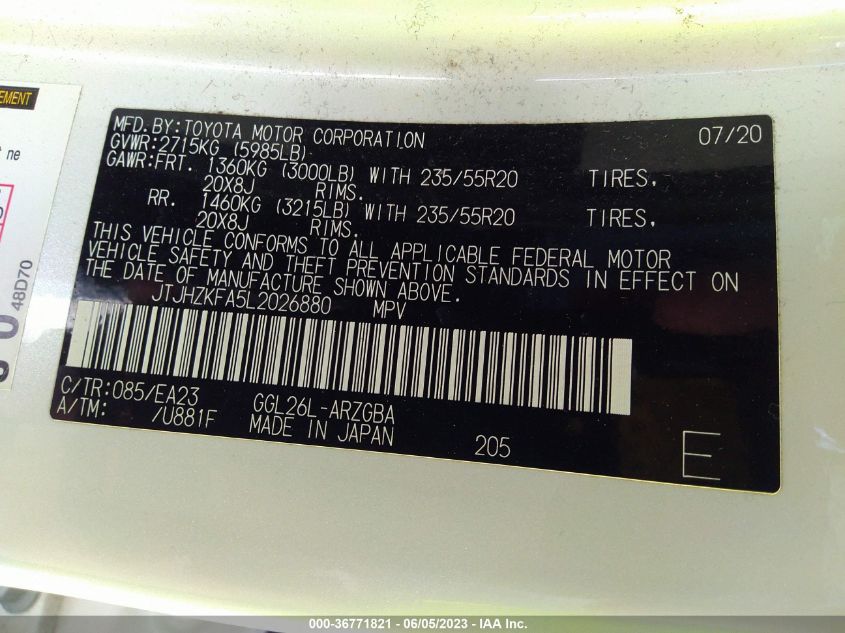 EMENT
ne
48D70
MFD.BY:TOYOTA MOTOR CORPORATION 07/20
GVWR:2715KG (5985LB)
GAWR:FRT. 1360KG (3000LB) WITH 235/55R20 TIRES,
20X8J RIMS.
RR. 1460KG (3215LB) WITH 235/55R20 TIRES,
20X8J RIMS.
THIS VEHICLE CONFORMS TO ALL APPLICABLE FEDERAL MOTOR
VEHICLE SAFETY AND THEFT PREVENTION STANDARDS IN EFFECT ON
THE DATE OF MANUFACTURE SHOWN ABOVE.
JTJHZKFA5L2026880 MPV
C/TR:085/EA23 GGL26L-ARZGBA
A/TM: /U881F MADE IN JAPAN 205 E
000-36771821 - 06/05/2023 - IAA Inc.